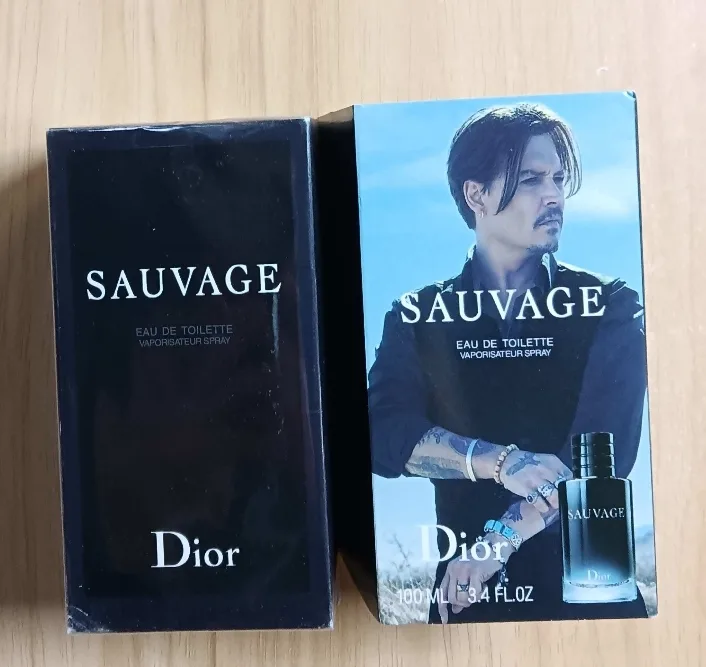 SAUVAGE
EAU DE TOILETTE
VAPORISATEUR SPRAY
Dior
SAUVAGE
EAU DE TOILETTE
VAPORISATEUR SPRAY
SAUVAGE
Dior
Dior
100 ML 3.4 FL.OZ